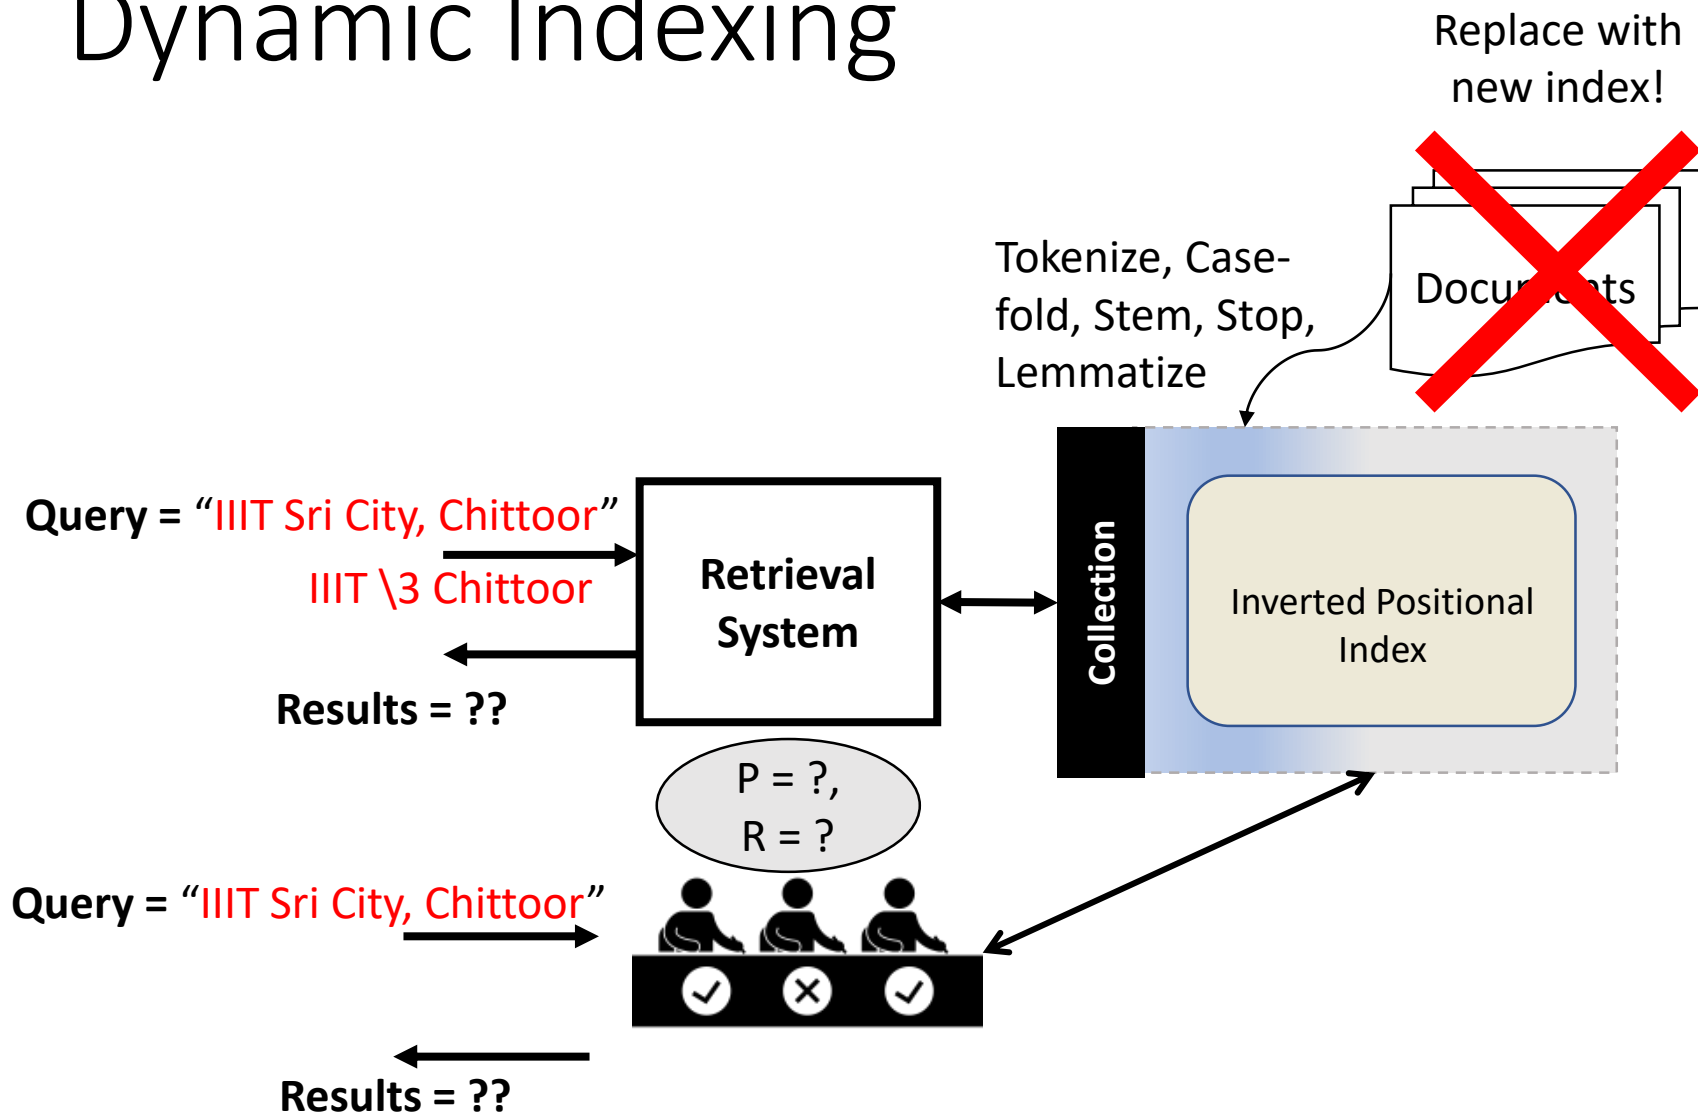 Dynamic Indexing
Replace with
new index!
Documents
Tokenize, Case-
fold, Stem, Stop,
Lemmatize
Query = “IIIT Sri City, Chittoor”
IIIT \3 Chittoor
Results = ??
Retrieval
System
Collection
Inverted Positional
Index
P = ?,
R = ?
Query = “IIIT Sri City, Chittoor”
Results = ??